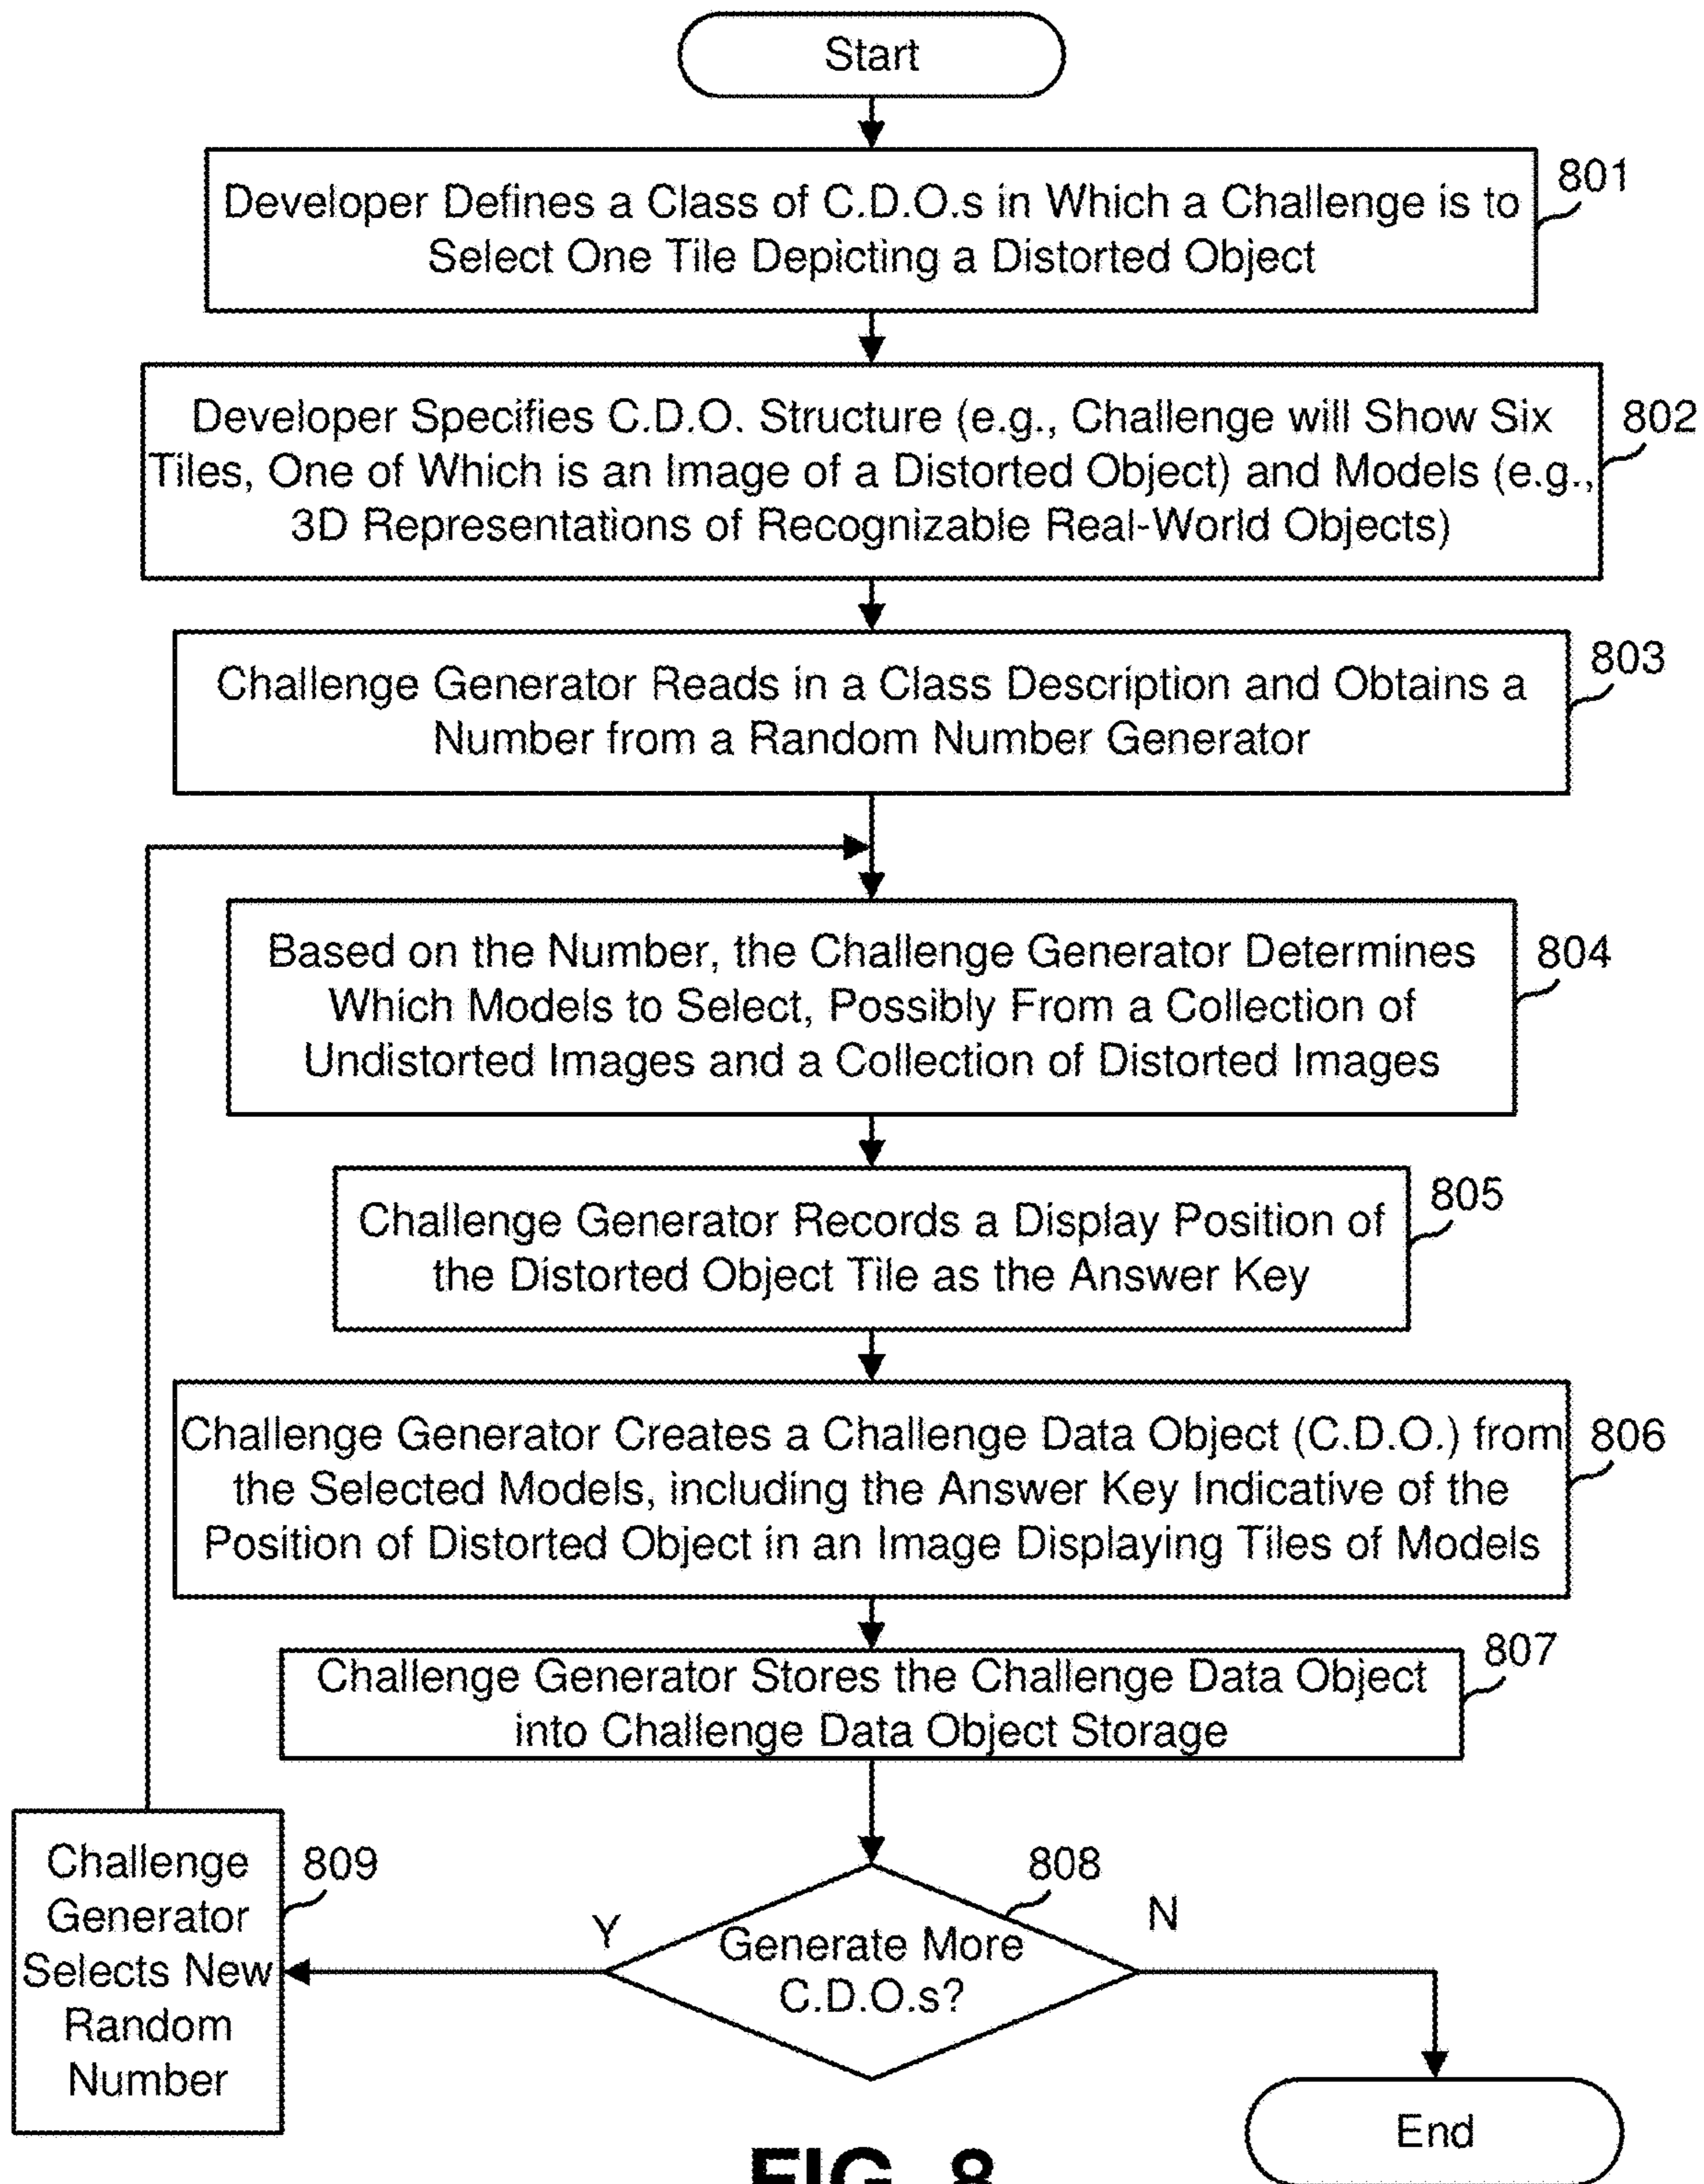 Start
801
Developer Defines a Class of C.D.O.s in Which a Challenge is to
Select One Tile Depicting a Distorted Object
802
Developer Specifies C.D.O. Structure (e.g., Challenge will Show Six
Tiles, One of Which is an Image of a Distorted Object) and Models (e.g.,
3D Representations of Recognizable Real-World Objects)
803
Challenge Generator Reads in a Class Description and Obtains a
Number from a Random Number Generator
804
Based on the Number, the Challenge Generator Determines
Which Models to Select, Possibly From a Collection of
Undistorted Images and a Collection of Distorted Images
805
Challenge Generator Records a Display Position of
the Distorted Object Tile as the Answer Key
806
Challenge Generator Creates a Challenge Data Object (C.D.O.) from
the Selected Models, including the Answer Key Indicative of the
Position of Distorted Object in an Image Displaying Tiles of Models
807
Challenge Generator Stores the Challenge Data Object
into Challenge Data Object Storage
808
Generate More
C.D.O.s?
Y
N
809
Challenge
Generator
Selects New
Random
Number
End
FIG. 8